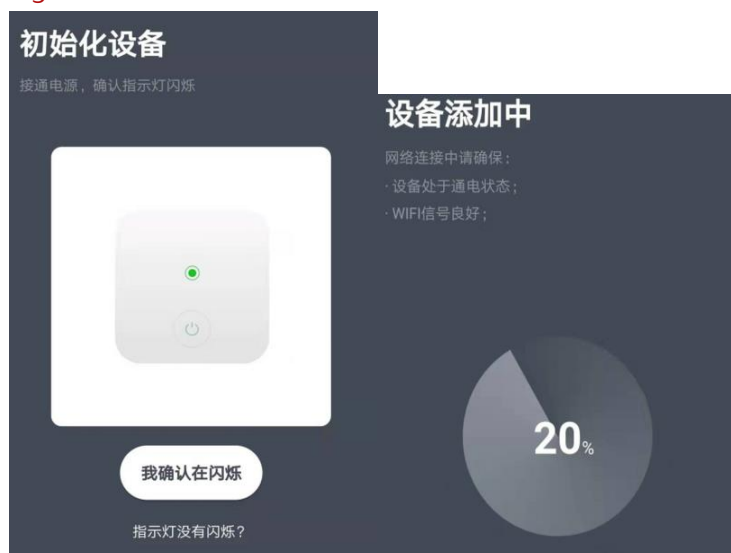 初始化设备
接通电源，确认指示灯闪烁
我确认在闪烁
指示灯没有闪烁？
设备添加中
网络连接中请确保：
·设备处于通电状态；
·WIFI信号良好；
20%